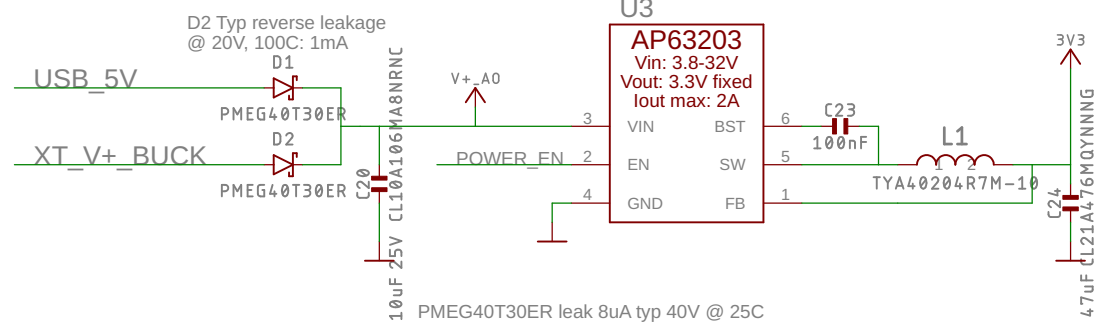 U3
D2 Typ reverse leakage
@ 20V, 100C: 1mA
D1
USB_5V
PMEG40T30ER
D2
XT_V+_BUCK
PMEG40T30ER
C20
10uF 25V CL10A106MA8NRNC
V+_AO
POWER_EN
AP63203
Vin: 3.8-32V
Vout: 3.3V fixed
Iout max: 2A
3 VIN BST 6
2 EN SW 5
4 GND FB 1
C23
100nF
L1
1 2
TYA40204R7M-10
3V3
C24
47uF CL21A476MQYNNNG
PMEG40T30ER leak 8uA typ 40V @ 25C